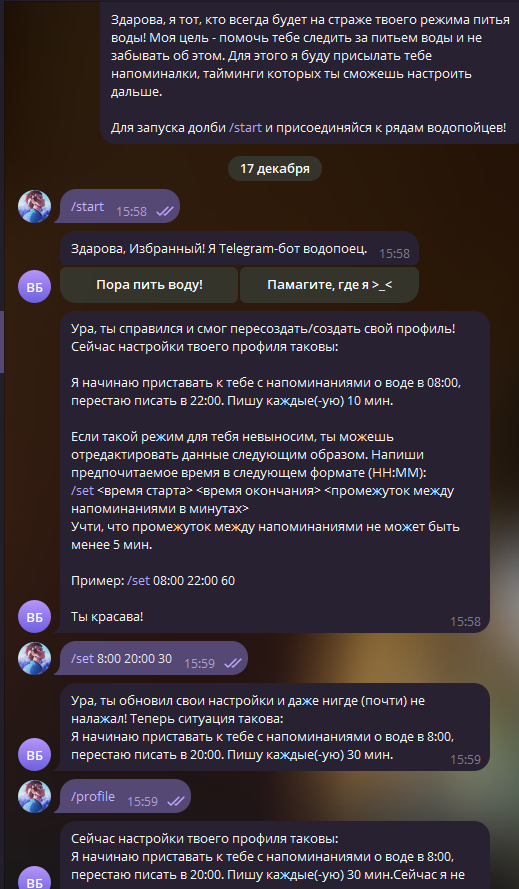 Здарова, я тот, кто всегда будет на страже твоего режима питья
воды! Моя цель - помочь тебе следить за питьем воды и не
забывать об этом. Для этого я буду присылать тебе
напоминалки, тайминги которых ты сможешь настроить
дальше.
Для запуска долби /start и присоединяйся к рядам водопойцев!
17 декабря
/start 15:58
Здарова, Избранный! Я Telegram-бот водопоец. 15:58
ВБ
Пора пить воду! Памагите, где я >_<
Ура, ты справился и смог пересоздать/создать свой профиль!
Сейчас настройки твоего профиля таковы:
Я начинаю приставать к тебе с напоминаниями о воде в 08:00,
перестаю писать в 22:00. Пишу каждые(-ую) 10 мин.
Если такой режим для тебя невыносим, ты можешь
отредактировать данные следующим образом. Напиши
предпочитаемое время в следующем формате (HH:MM):
/set <время старта> <время окончания> <промежуток между
напоминаниями в минутах>
Учти, что промежуток между напоминаниями не может быть
менее 5 мин.
Пример: /set 08:00 22:00 60
ВБ
Ты красава! 15:58
/set 8:00 20:00 30 15:59
Ура, ты обновил свои настройки и даже нигде (почти) не
налажал! Теперь ситуация такова:
Я начинаю приставать к тебе с напоминаниями о воде в 8:00,
ВБ
перестаю писать в 20:00. Пишу каждые(-ую) 30 мин. 15:59
/profile 15:59
Сейчас настройки твоего профиля таковы:
Я начинаю приставать к тебе с напоминаниями о воде в 8:00,
ВБ
перестаю писать в 20:00. Пишу каждые(-ую) 30 мин.Сейчас я не